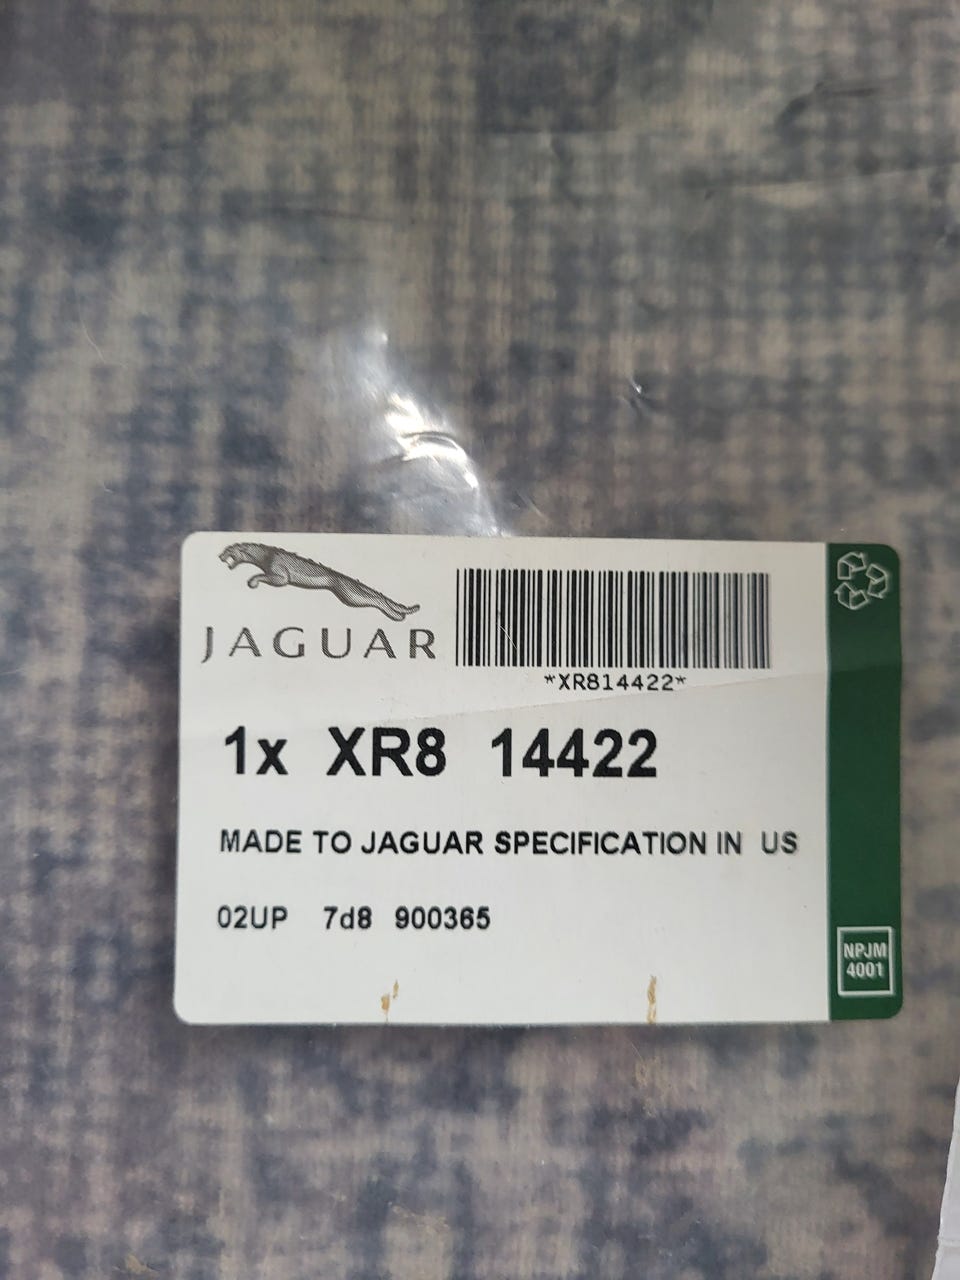 JAGUAR
*XR814422*
1x XR8 14422
MADE TO JAGUAR SPECIFICATION IN US
02UP 7d8 900365
NPJM
4001